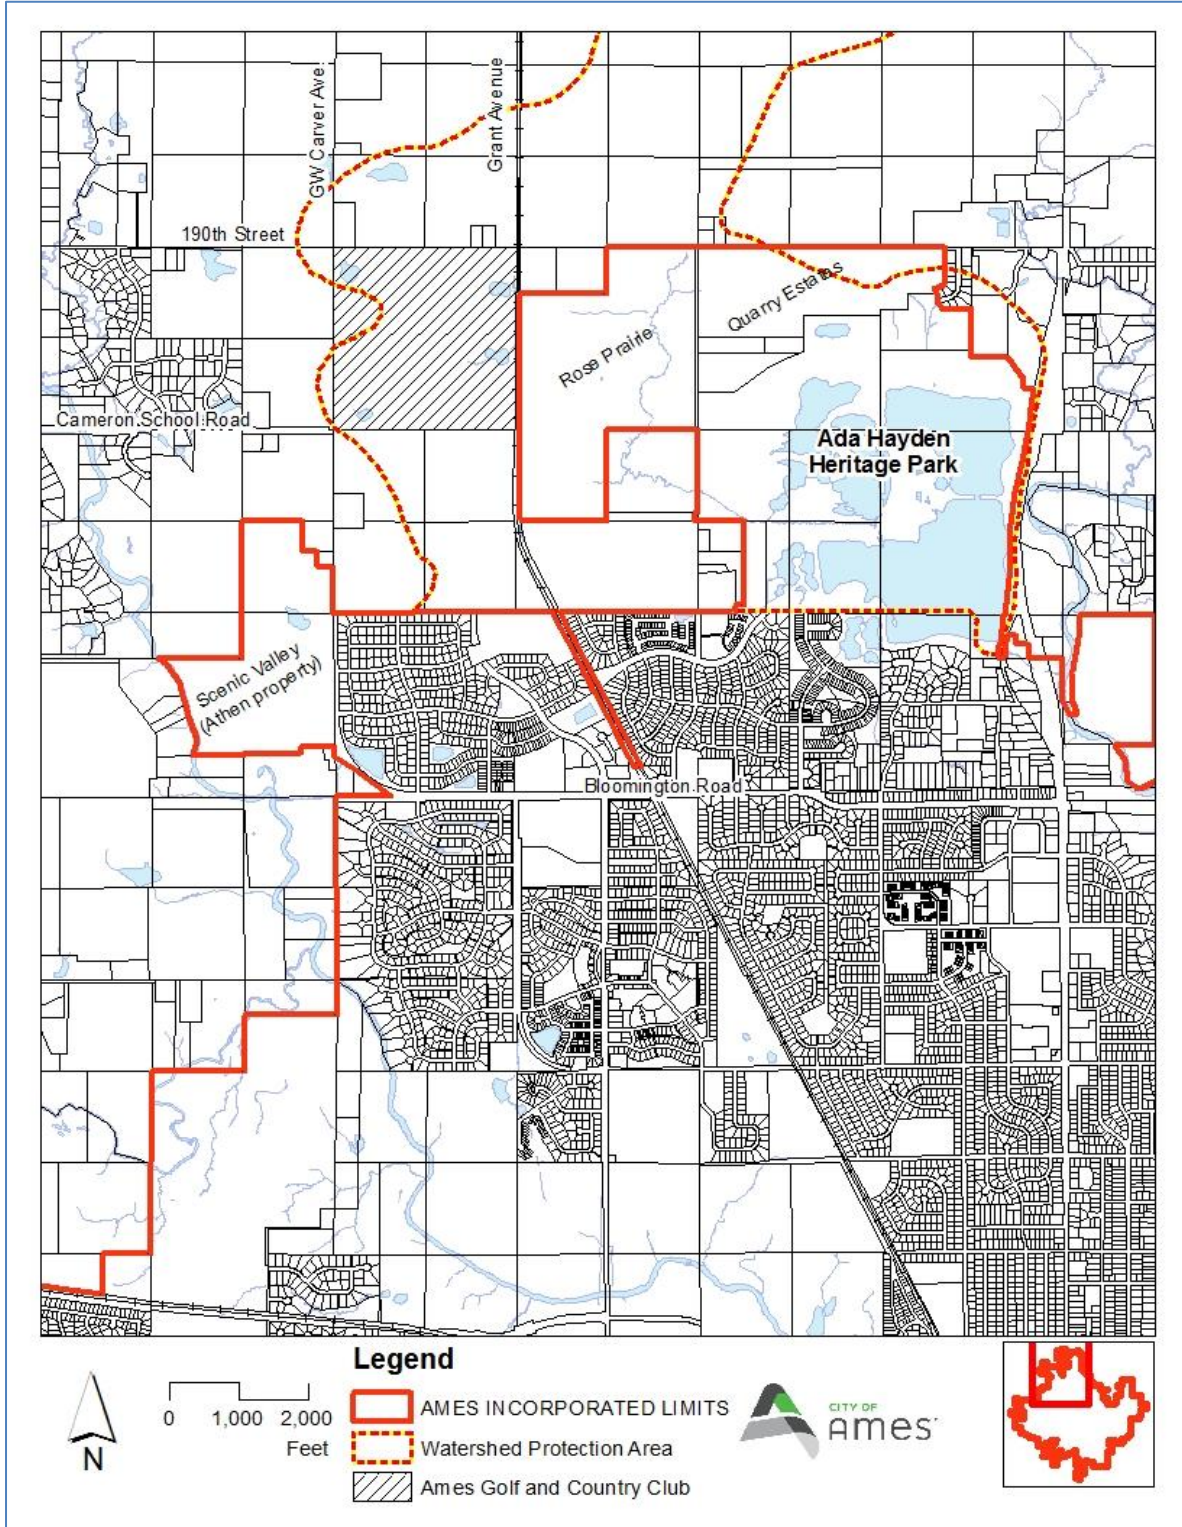 GW Carver Ave.
Grant Avenue
190th Street
Quarry Estates
Rose Prairie
Cameron School Road
Ada Hayden
Heritage Park
Scenic Valley
(Athen property)
Bloomington Road
Legend
AMES INCORPORATED LIMITS
Watershed Protection Area
Ames Golf and Country Club
0 1,000 2,000
Feet
N
CITY OF
AMES